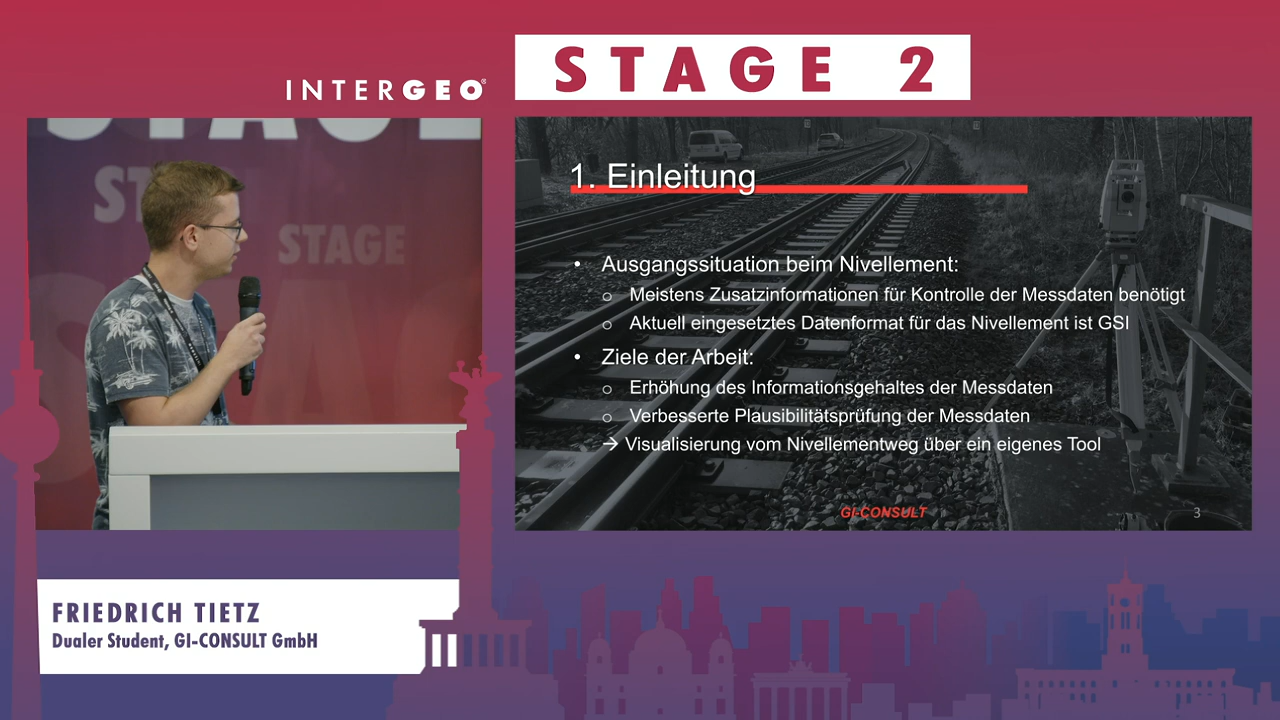 STAGE 2
INTERGEO®
STAGE
STAGE
1. Einleitung
• Ausgangssituation beim Nivellement:
o Meistens Zusatzinformationen für Kontrolle der Messdaten benötigt
o Aktuell eingesetztes Datenformat für das Nivellement ist GSI
• Ziele der Arbeit:
o Erhöhung des Informationsgehaltes der Messdaten
o Verbesserte Plausibilitätsprüfung der Messdaten
→ Visualisierung vom Nivellementweg über ein eigenes Tool
GI-CONSULT
3
FRIEDRICH TIETZ
Dualer Student, GI-CONSULT GmbH